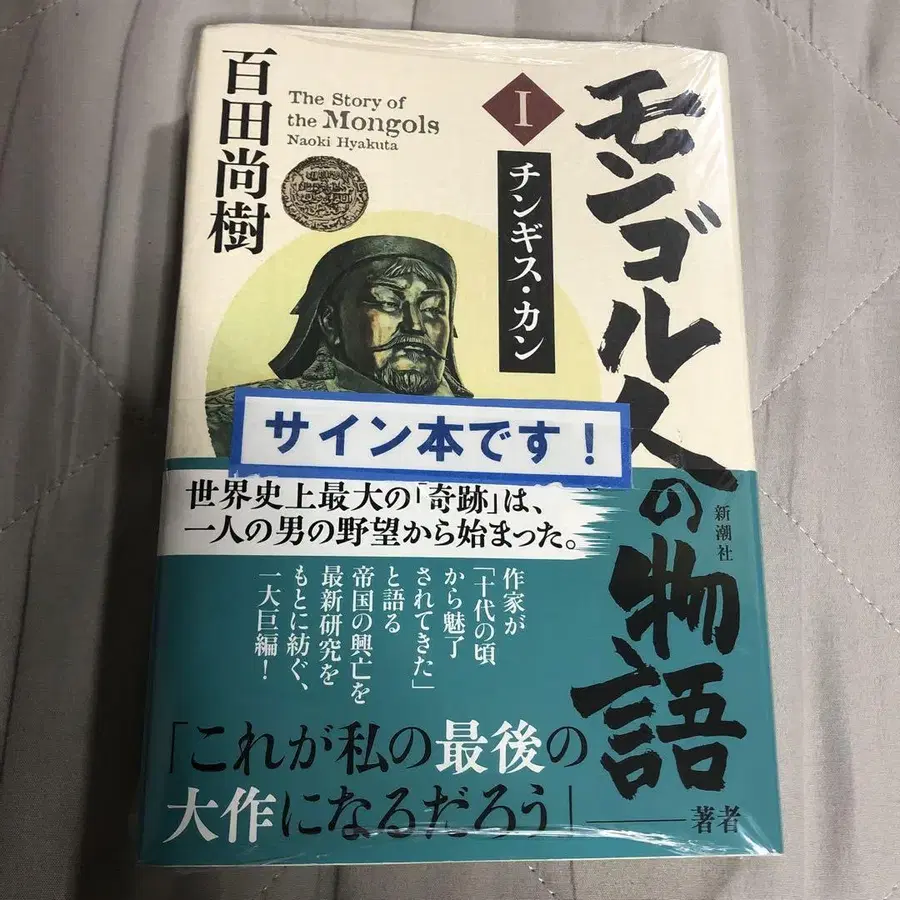 モンゴル人の物語
I
チンギス・カン
The Story of
the Mongols
Naoki Hyakuta
百田尚樹
サイン本です!
新潮社
世界史上最大の「奇跡」は、
一人の男の野望から始まった。
作家が
「十代の頃
から魅了
されてきた」
と語る
帝国の興亡を
最新研究を
もとに紡ぐ、
一大巨編!
「これが私の最後の
大作になるだろう」――著者